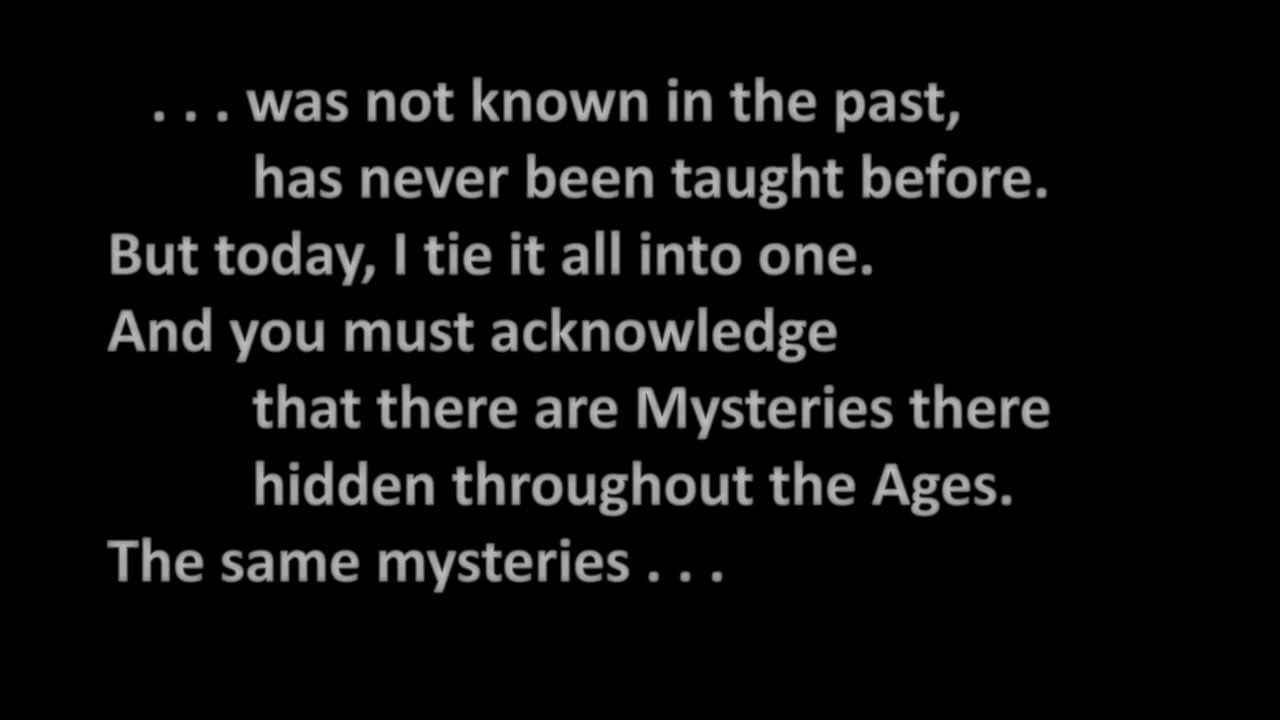 . . . was not known in the past,
has never been taught before.
But today, I tie it all into one.
And you must acknowledge
that there are Mysteries there
hidden throughout the Ages.
The same mysteries . . .